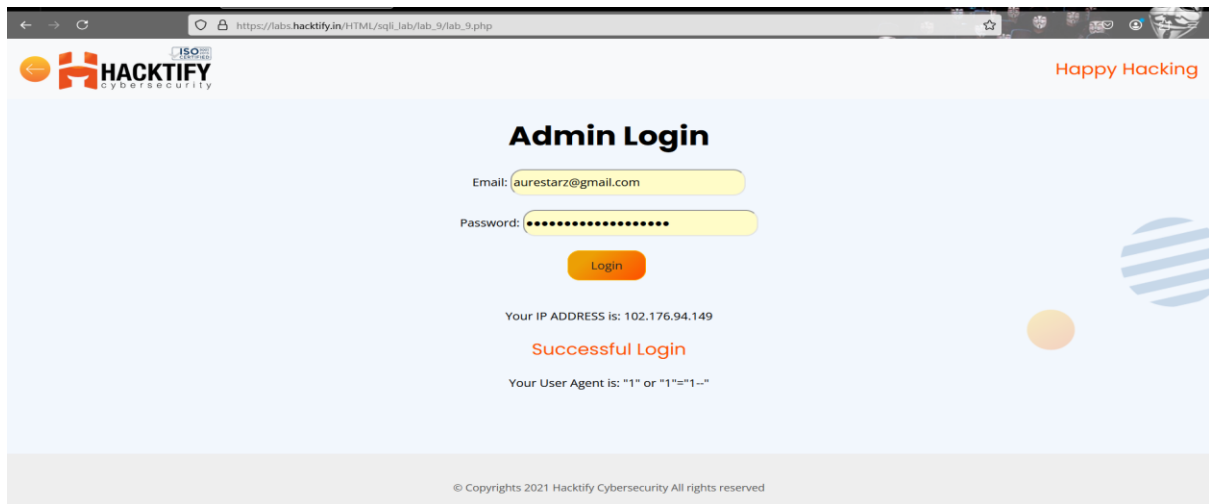 https://labs.hacktify.in/HTML/sqli_lab/lab_9/lab_9.php
ISO
CERTIFIED
HACKTIFY
cybersecurity
Happy Hacking
Admin Login
Email: aurestarz@gmail.com
Password: •••••••••••••••••••
Login
Your IP ADDRESS is: 102.176.94.149
Successful Login
Your User Agent is: "1" or "1"="1--"
© Copyrights 2021 Hacktify Cybersecurity All rights reserved